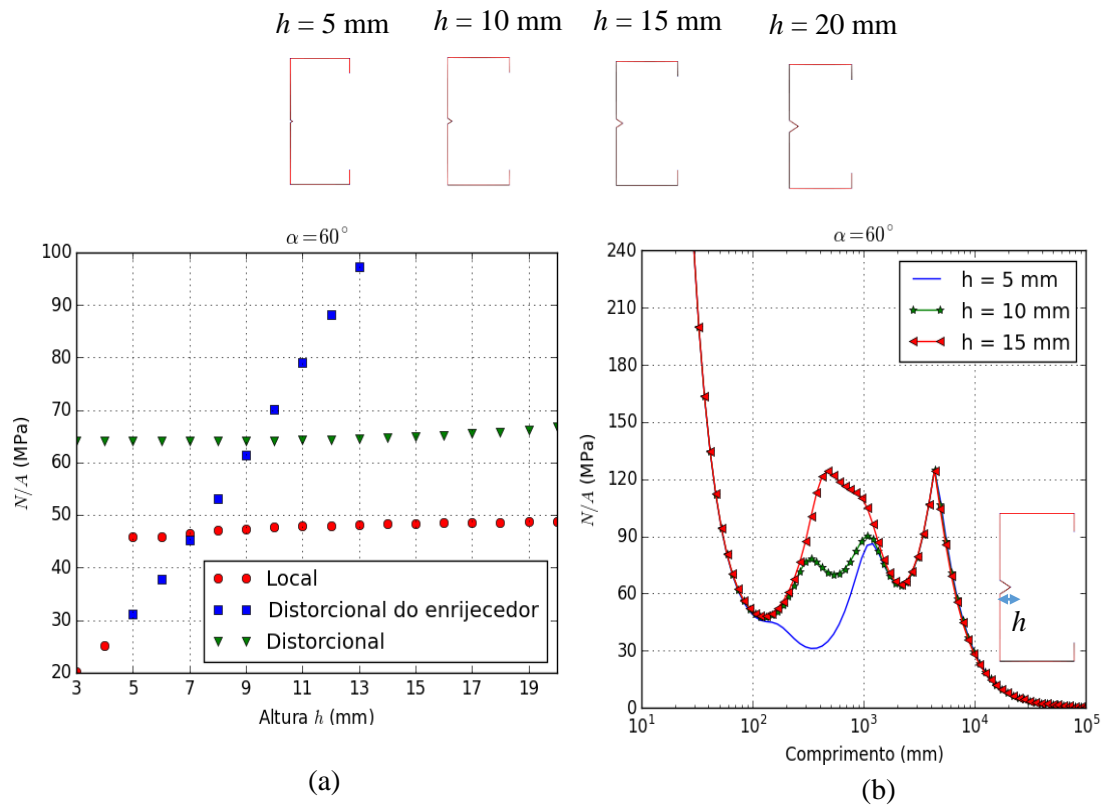 h = 5 mm
h = 10 mm
h = 15 mm
h = 20 mm
α=60°
100
90
80
70
60
50
40
30
20
N/A (MPa)
3 5 7 9 11 13 15 17 19
Altura h (mm)
Local
Distorcional do enrijecedor
Distorcional
(a)
α=60°
240
210
180
150
120
90
60
30
0
N/A (MPa)
10¹ 10² 10³ 10⁴ 10⁵
Comprimento (mm)
h = 5 mm
h = 10 mm
h = 15 mm
h
(b)